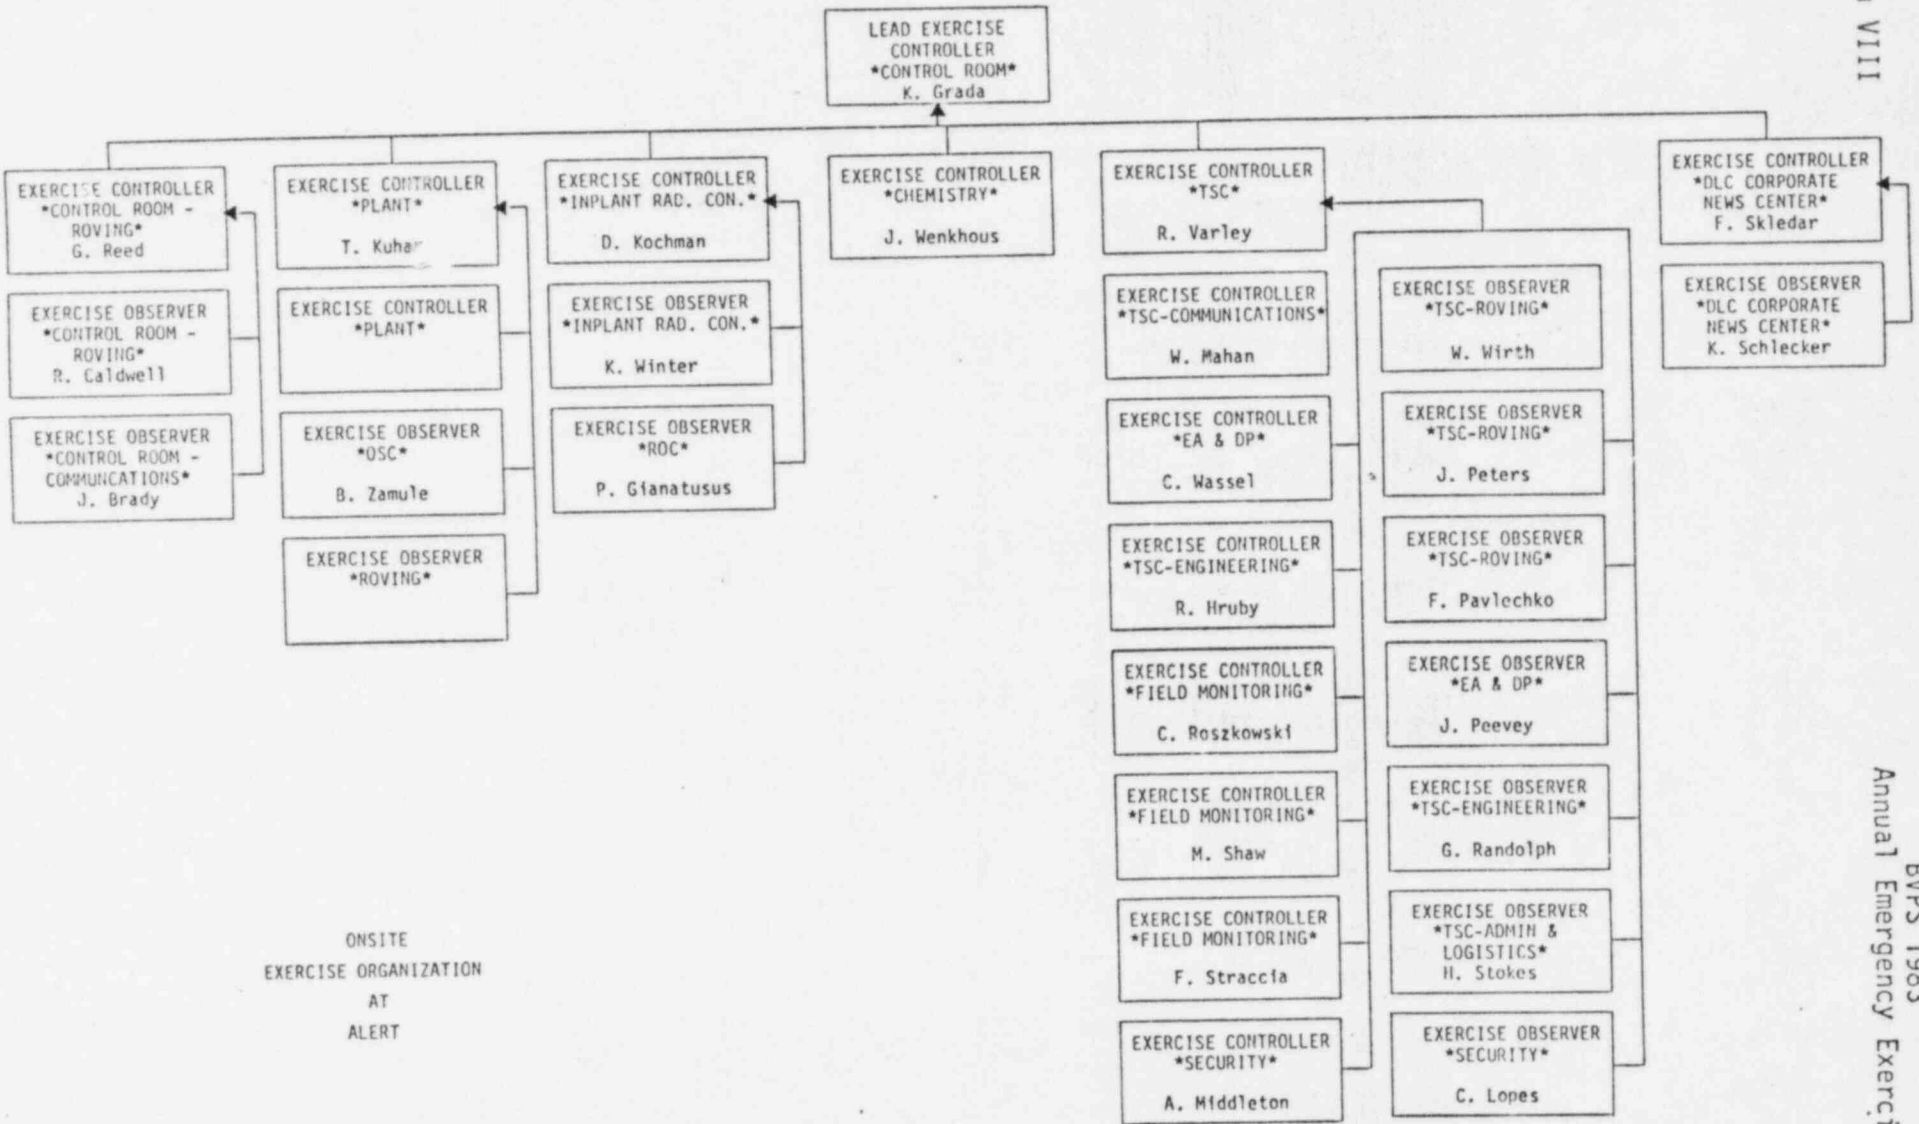 LEAD EXERCISE
CONTROLLER
*CONTROL ROOM*
K. Grada
EXERCISE CONTROLLER
*CONTROL ROOM -
ROVING*
G. Reed
EXERCISE OBSERVER
*CONTROL ROOM -
ROVING*
R. Caldwell
EXERCISE OBSERVER
*CONTROL ROOM -
COMMUNCATIONS*
J. Brady
EXERCISE CONTROLLER
*PLANT*
T. Kuhar
EXERCISE CONTROLLER
*PLANT*
EXERCISE OBSERVER
*OSC*
B. Zamule
EXERCISE OBSERVER
*ROVING*
EXERCISE CONTROLLER
*INPLANT RAD. CON.*
D. Kochman
EXERCISE OBSERVER
*INPLANT RAD. CON.*
K. Winter
EXERCISE OBSERVER
*ROC*
P. Gianatusus
EXERCISE CONTROLLER
*CHEMISTRY*
J. Wenkhous
EXERCISE CONTROLLER
*TSC*
R. Varley
EXERCISE CONTROLLER
*TSC-COMMUNICATIONS*
W. Mahan
EXERCISE CONTROLLER
*EA & DP*
C. Wassel
EXERCISE CONTROLLER
*TSC-ENGINEERING*
R. Hruby
EXERCISE CONTROLLER
*FIELD MONITORING*
C. Roszkowski
EXERCISE CONTROLLER
*FIELD MONITORING*
M. Shaw
EXERCISE CONTROLLER
*FIELD MONITORING*
F. Straccia
EXERCISE CONTROLLER
*SECURITY*
A. Middleton
EXERCISE OBSERVER
*TSC-ROVING*
W. Wirth
EXERCISE OBSERVER
*TSC-ROVING*
J. Peters
EXERCISE OBSERVER
*TSC-ROVING*
F. Pavlechko
EXERCISE OBSERVER
*EA & DP*
J. Peevey
EXERCISE OBSERVER
*TSC-ENGINEERING*
G. Randolph
EXERCISE OBSERVER
*TSC-ADMIN &
LOGISTICS*
H. Stokes
EXERCISE OBSERVER
*SECURITY*
C. Lopes
EXERCISE CONTROLLER
*DLC CORPORATE
NEWS CENTER*
F. Skledar
EXERCISE OBSERVER
*DLC CORPORATE
NEWS CENTER*
K. Schlecker
ONSITE
EXERCISE ORGANIZATION
AT
ALERT
VIII
BVPS 1983
Annual Emergency